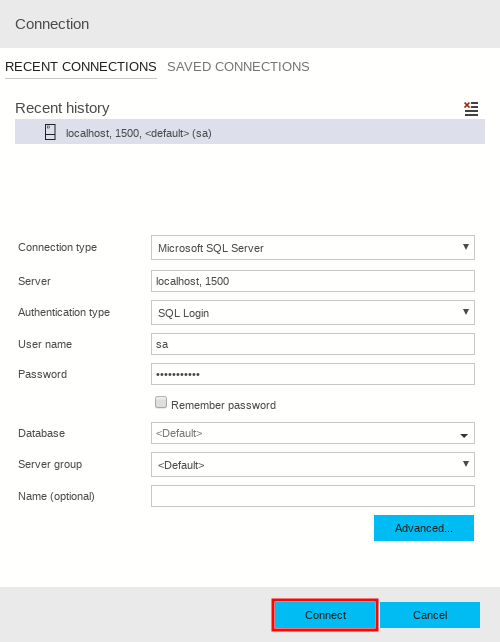 Connection
RECENT CONNECTIONS SAVED CONNECTIONS
Recent history
localhost, 1500, <default> (sa)
Connection type Microsoft SQL Server
Server localhost, 1500
Authentication type SQL Login
User name sa
Password •••••••••••
Remember password
Database <Default>
Server group <Default>
Name (optional)
Advanced...
Connect Cancel